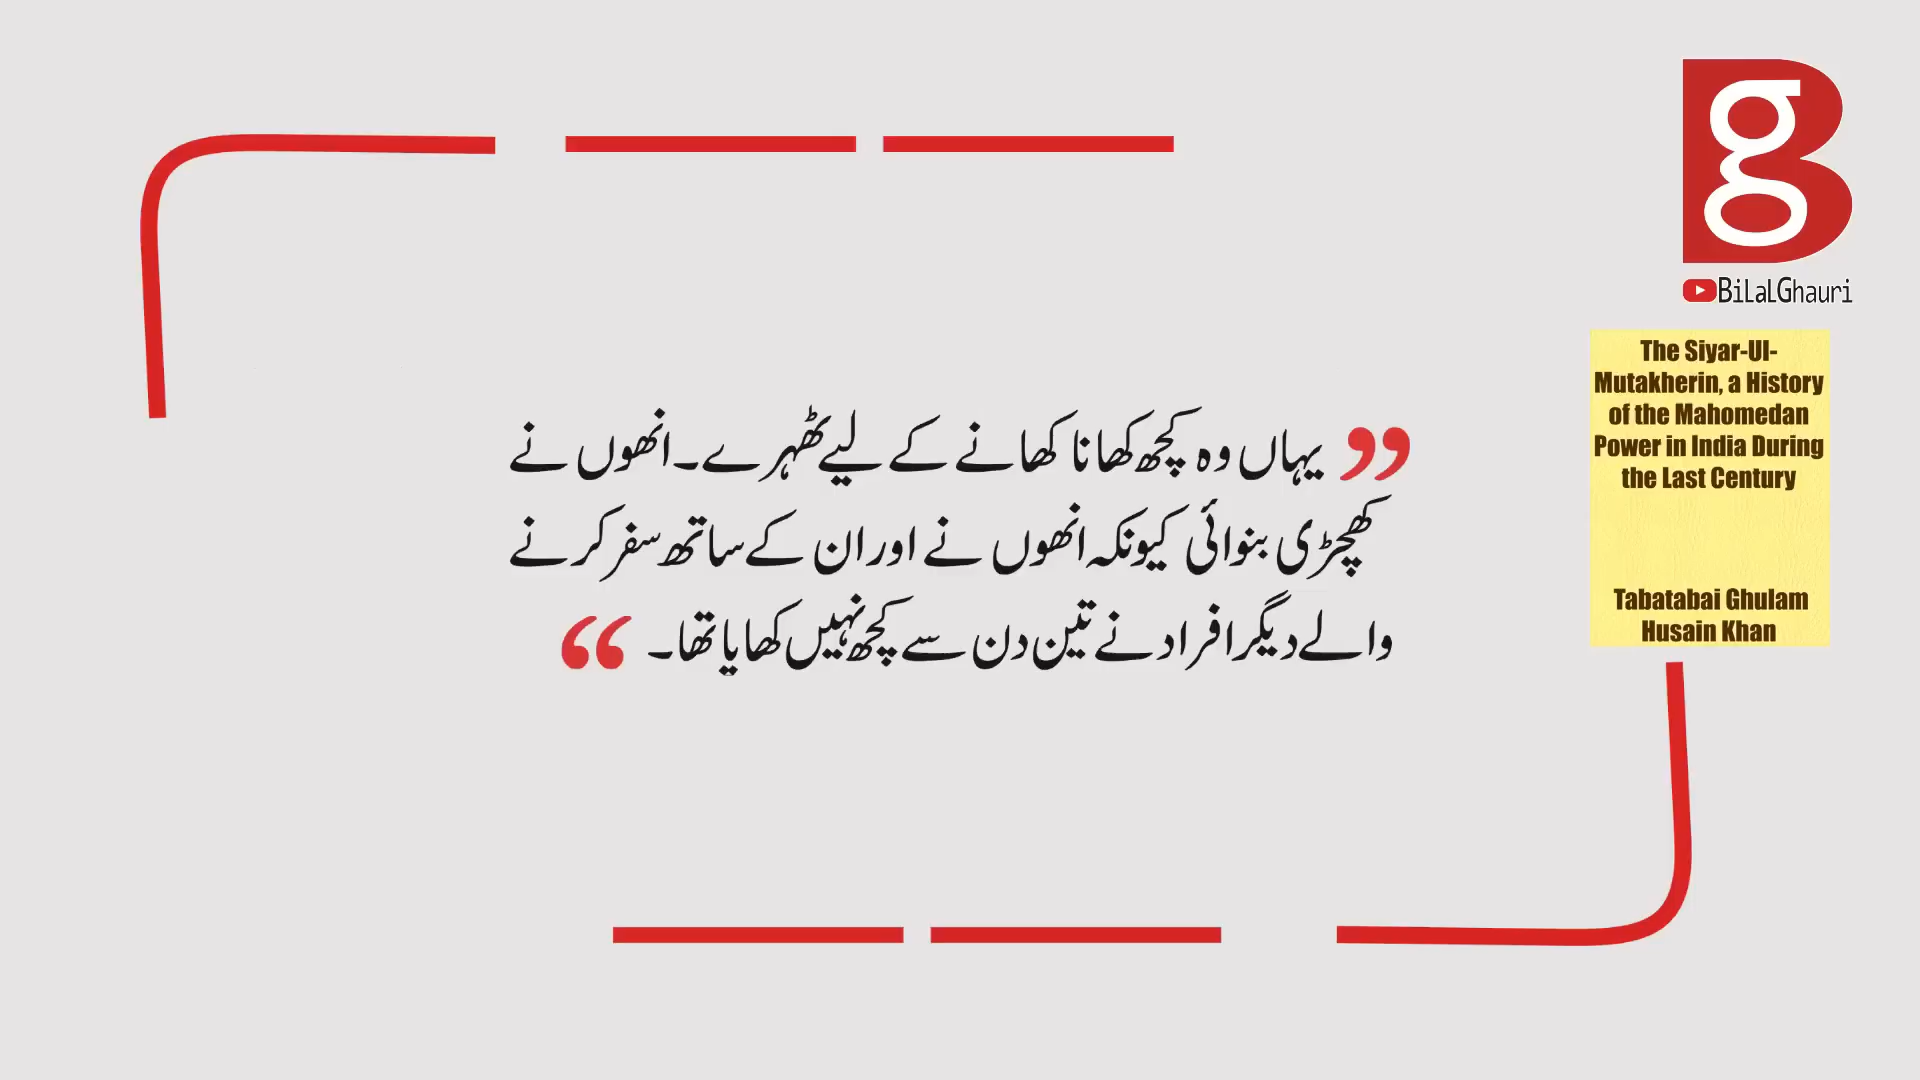 BiLaLGhauri
The Siyar-Ul-
Mutakherin, a History
of the Mahomedan
Power in India During
the Last Century
Tabatabai Ghulam
Husain Khan
”یہاں وہ کچھ کھانا کھانے کے لیے ٹھہرے۔ انھوں نے
کھچڑی بنوائی کیونکہ انھوں نے اور ان کے ساتھ سفر کرنے
والے دیگر افراد نے تین دن سے کچھ نہیں کھایا تھا۔“